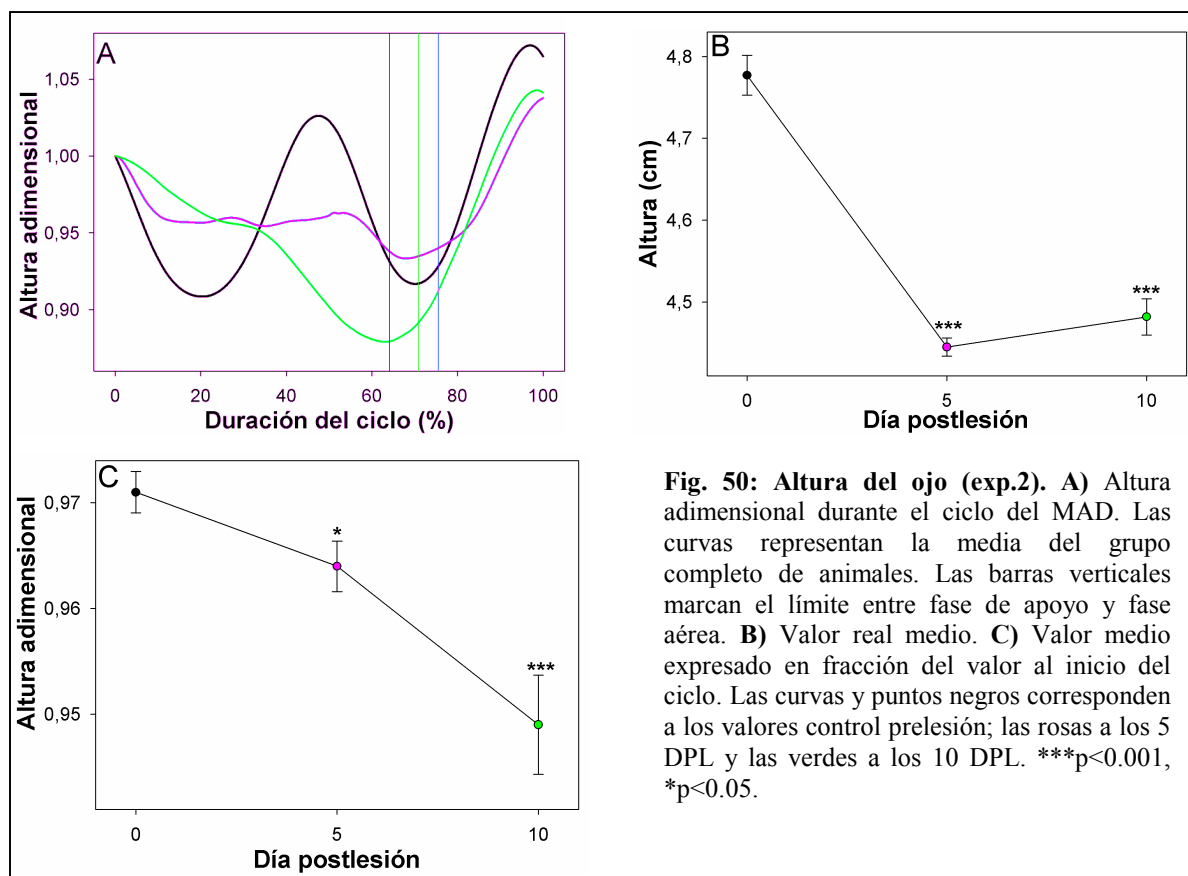 A
Altura adimensional
1,05
1,00
0,95
0,90
0 20 40 60 80 100
Duración del ciclo (%)
B
Altura (cm)
4,8
4,7
4,6
4,5
***
***
0 5 10
Día postlesión
C
Altura adimensional
0,97
0,96
0,95
*
***
0 5 10
Día postlesión
Fig. 50: Altura del ojo (exp.2). A) Altura
adimensional durante el ciclo del MAD. Las
curvas representan la media del grupo
completo de animales. Las barras verticales
marcan el límite entre fase de apoyo y fase
aérea. B) Valor real medio. C) Valor medio
expresado en fracción del valor al inicio del
ciclo. Las curvas y puntos negros corresponden
a los valores control prelesión; las rosas a los 5
DPL y las verdes a los 10 DPL. ***p<0.001,
*p<0.05.